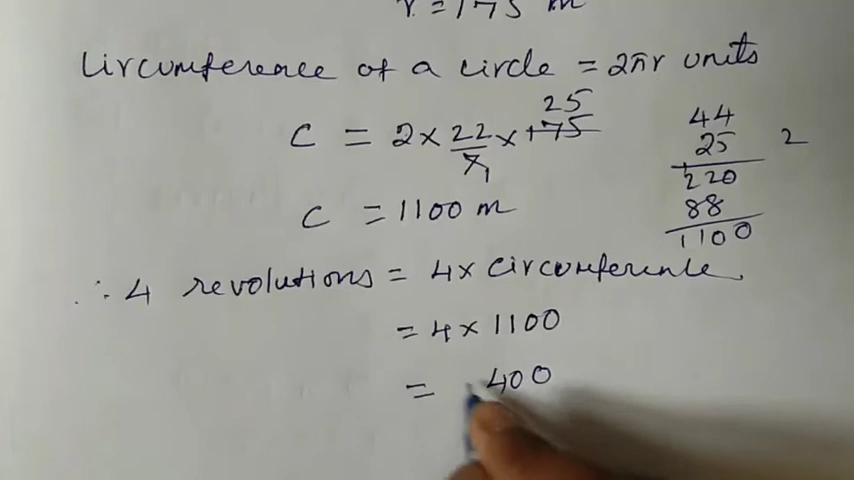 r = 175 m
Circumference of a circle = 2πr units
C = 2 × 22/7 × 175
25
1
C = 1100 m
44
25 2
220
88
1100
∴ 4 revolutions = 4 × circumference.
= 4 × 1100
= 400